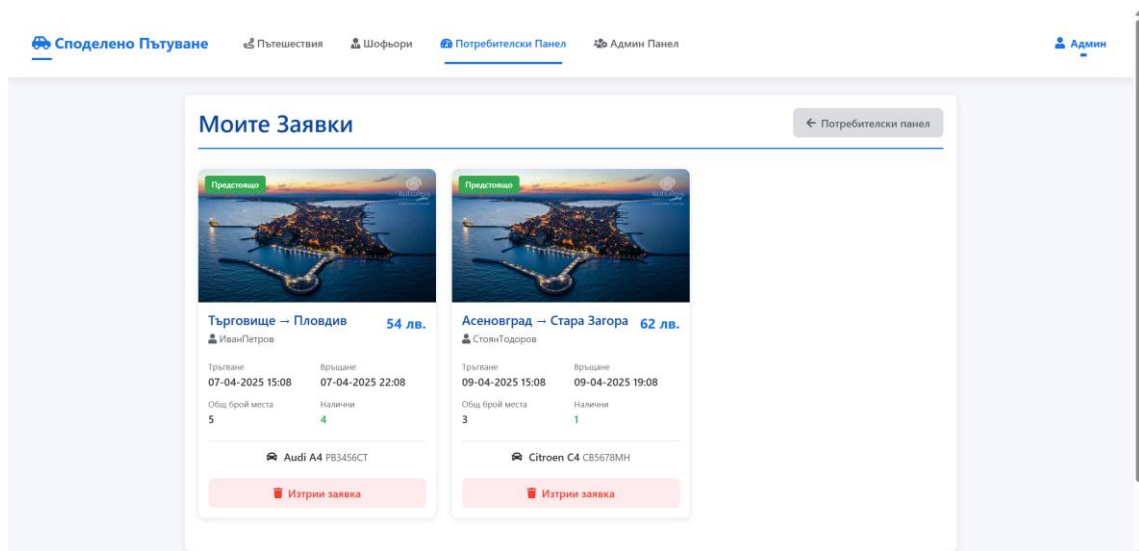 Споделено Пътуване
Пътешествия
Шофьори
Потребителски Панел
Админ Панел
Админ
Моите Заявки
← Потребителски панел
Предстоящо
Търговище → Пловдив
54 лв.
ИванПетров
Тръгване
Връщане
07-04-2025 15:08
07-04-2025 22:08
Общ брой места
Налични
5
4
Audi A4 PB3456CT
Изтрии заявка
Предстоящо
Асеновград → Стара Загора
62 лв.
СтоянТодоров
Тръгване
Връщане
09-04-2025 15:08
09-04-2025 19:08
Общ брой места
Налични
3
1
Citroen C4 CB5678MH
Изтрии заявка